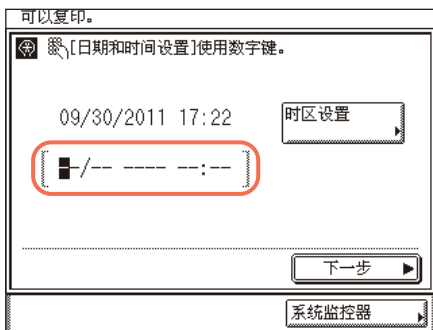 可以复印。
[日期和时间设置]使用数字键。
09/30/2011 17:22
时区设置
[--/-- ---- --:-- ]
下一步
系统监控器